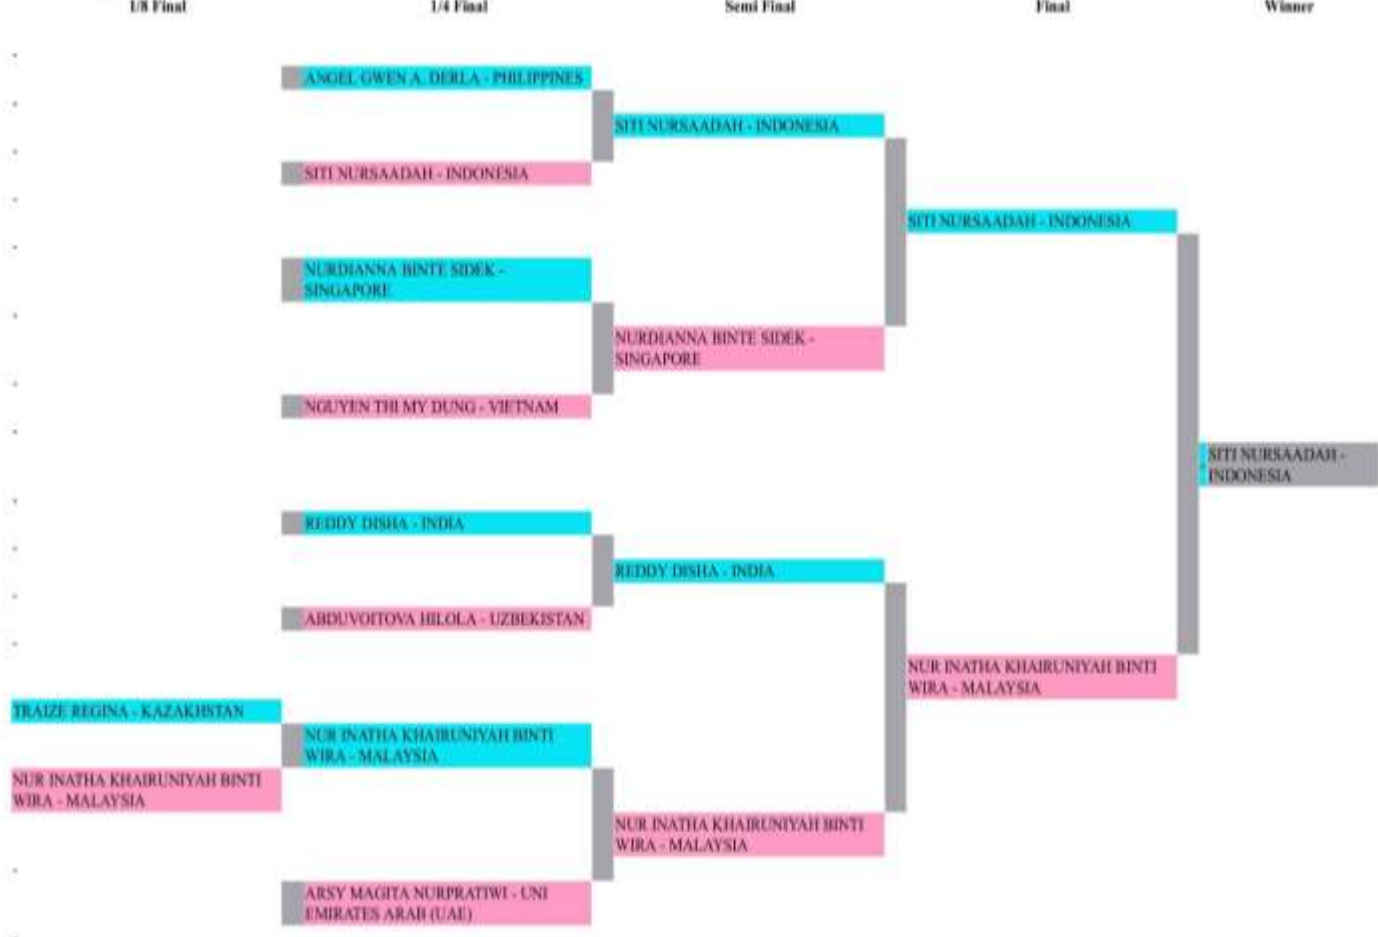 1/8 Final
1/4 Final
Semi Final
Final
Winner
ANGEL GWEN A. DERLA - PHILIPPINES
SITI NURSAADAH - INDONESIA
SITI NURSAADAH - INDONESIA
SITI NURSAADAH - INDONESIA
NURDIANNA BINTE SIDEK -
SINGAPORE
NURDIANNA BINTE SIDEK -
SINGAPORE
NGUYEN THI MY DUNG - VIETNAM
SITI NURSAADAH -
INDONESIA
REDDY DISHA - INDIA
REDDY DISHA - INDIA
ABDUVOITOVA HILOLA - UZBEKISTAN
NUR INATHA KHAIRUNIYAH BINTI
WIRA - MALAYSIA
TRAIZE REGINA - KAZAKHSTAN
NUR INATHA KHAIRUNIYAH BINTI
WIRA - MALAYSIA
NUR INATHA KHAIRUNIYAH BINTI
WIRA - MALAYSIA
NUR INATHA KHAIRUNIYAH BINTI
WIRA - MALAYSIA
ARSY MAGITA NURPRATIWI - UNI
EMIRATES ARAB (UAE)